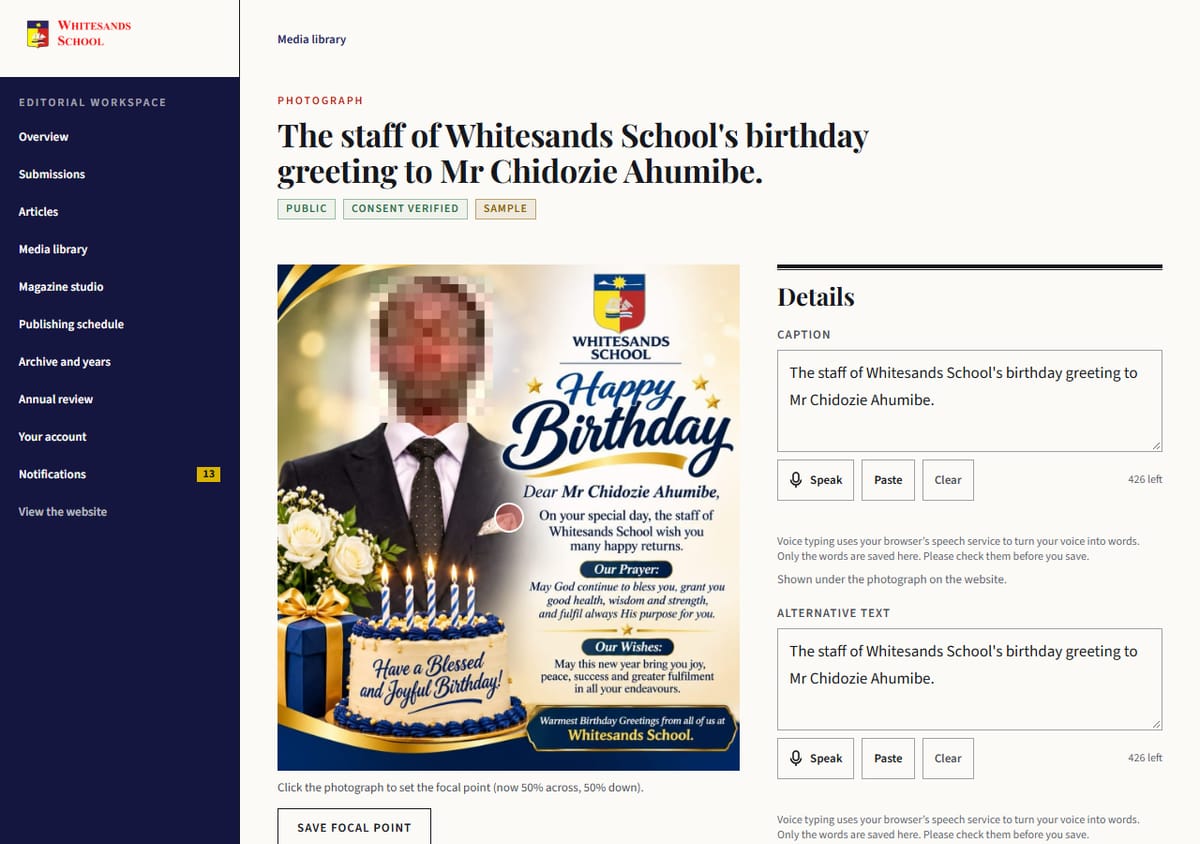 WHITESANDS
SCHOOL
EDITORIAL WORKSPACE
Overview
Submissions
Articles
Media library
Magazine studio
Publishing schedule
Archive and years
Annual review
Your account
Notifications 13
View the website
Media library
PHOTOGRAPH
The staff of Whitesands School's birthday
greeting to Mr Chidozie Ahumibe.
PUBLIC CONSENT VERIFIED SAMPLE
WHITESANDS
SCHOOL
Happy
Birthday
Dear Mr Chidozie Ahumibe,
On your special day, the staff of
Whitesands School wish you
many happy returns.
Our Prayer:
May God continue to bless you, grant you
good health, wisdom and strength,
and fulfil always His purpose for you.
Our Wishes:
May this new year bring you joy,
peace, success and greater fulfilment
in all your endeavours.
Have a Blessed
and Joyful Birthday!
Warmest Birthday Greetings from all of us at
Whitesands School.
Click the photograph to set the focal point (now 50% across, 50% down).
SAVE FOCAL POINT
Details
CAPTION
The staff of Whitesands School's birthday greeting to
Mr Chidozie Ahumibe.
Speak Paste Clear 426 left
Voice typing uses your browser’s speech service to turn your voice into words.
Only the words are saved here. Please check them before you save.
Shown under the photograph on the website.
ALTERNATIVE TEXT
The staff of Whitesands School's birthday greeting to
Mr Chidozie Ahumibe.
Speak Paste Clear 426 left
Voice typing uses your browser’s speech service to turn your voice into words.
Only the words are saved here. Please check them before you save.